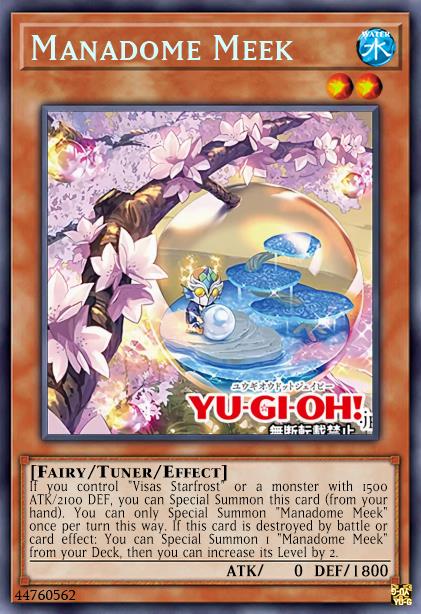 MANADOME MEEK
WATER
水
ユウギオウドットジェイピー
YU-GI-OH!
無断転載禁止
[FAIRY/TUNER/EFFECT]
If you control "Visas Starfrost" or a monster with 1500
ATK/2100 DEF, you can Special Summon this card (from your
hand). You can only Special Summon "Manadome Meek"
once per turn this way. If this card is destroyed by battle or
card effect: You can Special Summon 1 "Manadome Meek"
from your Deck, then you can increase its Level by 2.
ATK/ 0 DEF/1800
44760562